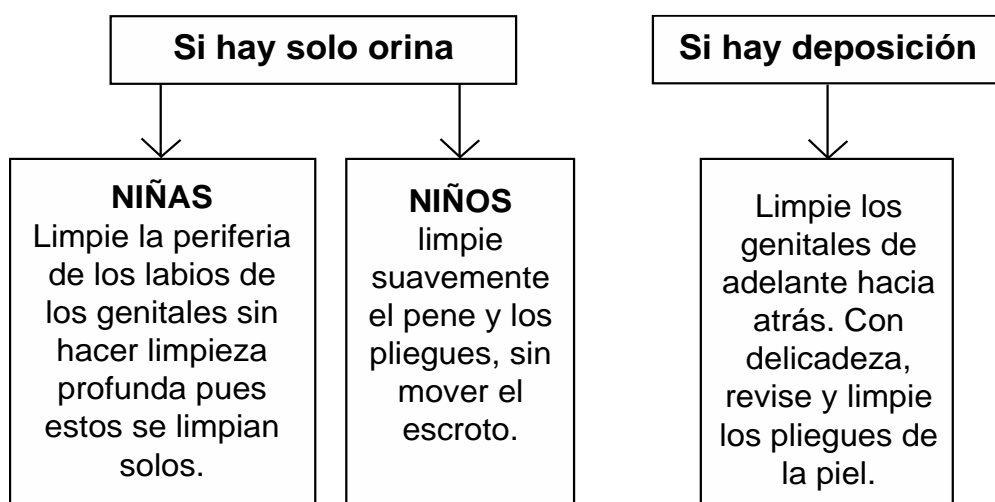 Si hay solo orina
Si hay deposición
NIÑAS
Limpie la periferia
de los labios de
los genitales sin
hacer limpieza
profunda pues
estos se limpian
solos.
NIÑOS
limpie
suavemente
el pene y los
pliegues, sin
mover el
escroto.
Limpie los
genitales de
adelante hacia
atrás. Con
delicadeza,
revise y limpie
los pliegues de
la piel.